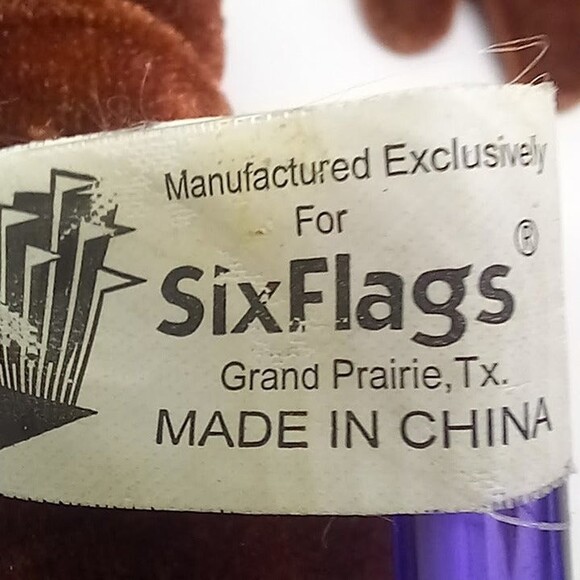 Manufactured Exclusively
For
SixFlags®
Grand Prairie, Tx.
MADE IN CHINA